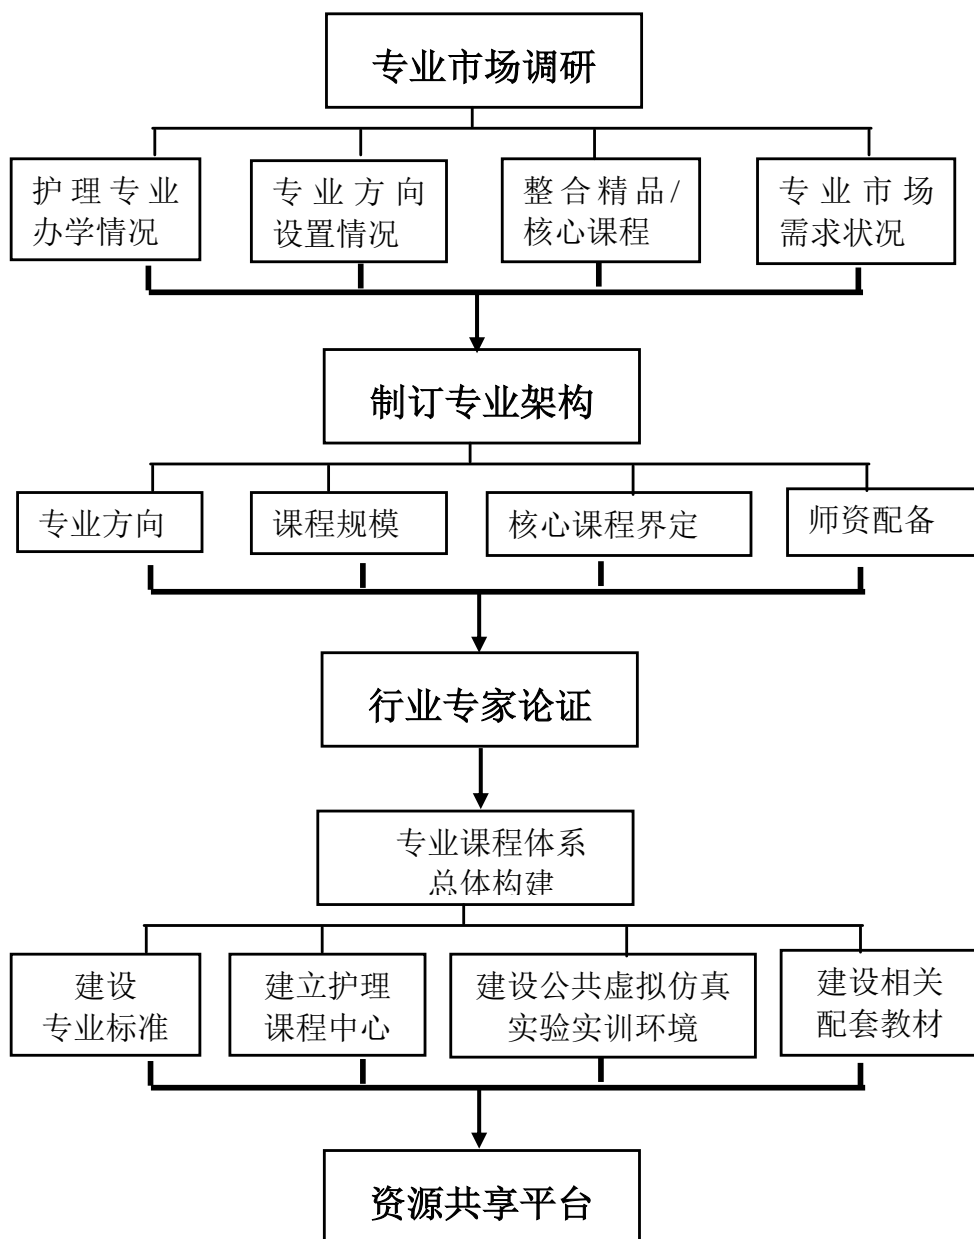 专业市场调研
护理专业
办学情况
专业方向
设置情况
整合精品/
核心课程
专业市场
需求状况
制订专业架构
专业方向
课程规模
核心课程界定
师资配备
行业专家论证
专业课程体系
总体构建
建设
专业标准
建立护理
课程中心
建设公共虚拟仿真
实验实训环境
建设相关
配套教材
资源共享平台